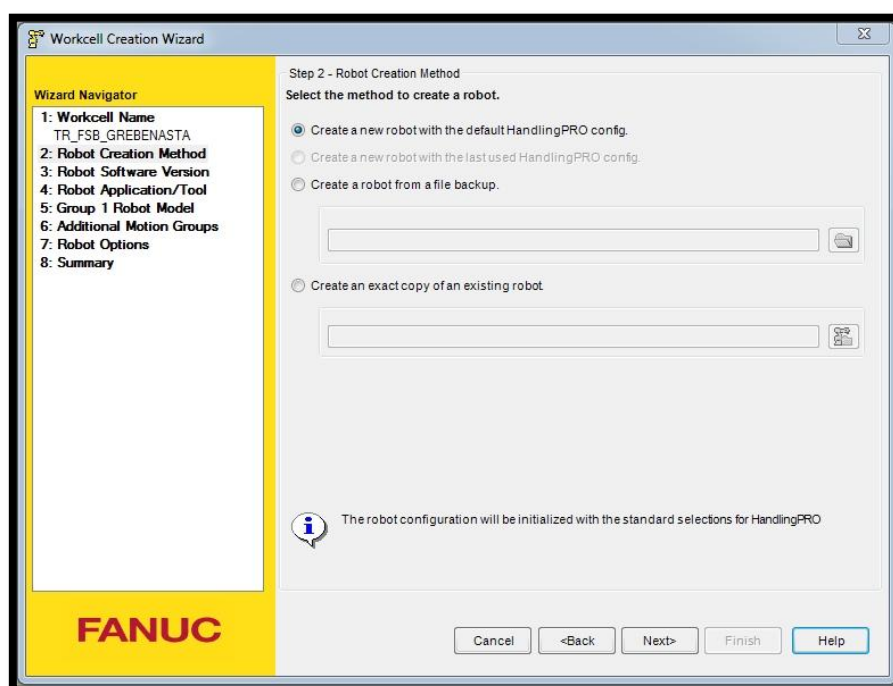 Workcell Creation Wizard
Wizard Navigator
1: Workcell Name
TR_FSB_GREBENASTA
2: Robot Creation Method
3: Robot Software Version
4: Robot Application/Tool
5: Group 1 Robot Model
6: Additional Motion Groups
7: Robot Options
8: Summary
FANUC
Step 2 - Robot Creation Method
Select the method to create a robot.
Create a new robot with the default HandlingPRO config.
Create a new robot with the last used HandlingPRO config.
Create a robot from a file backup.
Create an exact copy of an existing robot.
The robot configuration will be initialized with the standard selections for HandlingPRO
Cancel
<Back
Next>
Finish
Help